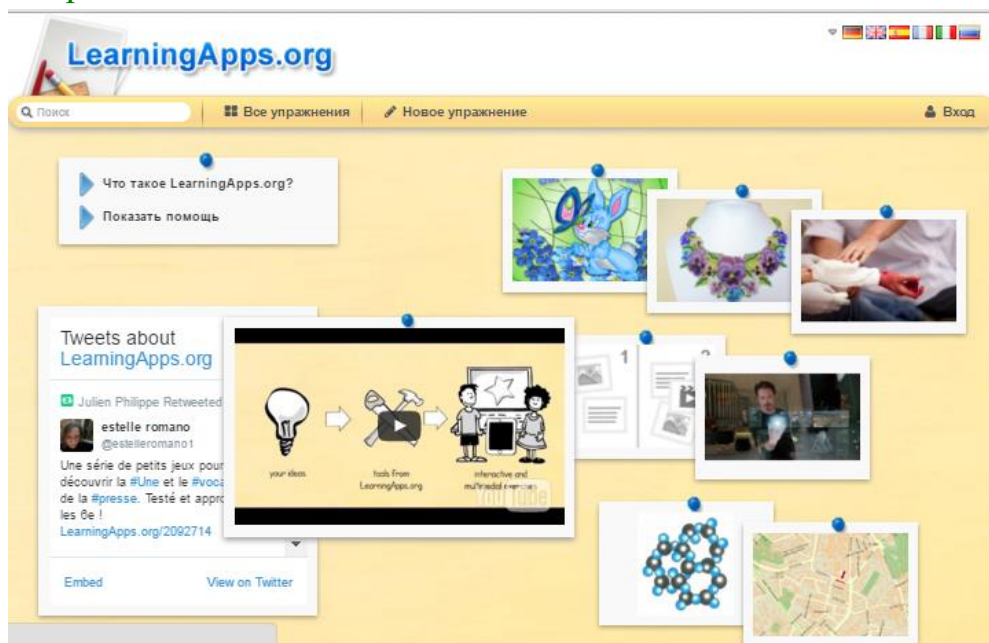 LearningApps.org
Поиск
Все упражнения
Новое упражнение
Вход
Что такое LearningApps.org?
Показать помощь
Tweets about
LearningApps.org
Julien Philippe Retweeted
estelle romano
@estelleromano1
Une série de petits jeux pour
découvrir la #Une et le #voca
de la #presse. Testé et appro
les 6e !
LearningApps.org/2092714
Embed
View on Twitter
your ideas
tools from
LearningApps.org
interactive and
multimedial exercises
YouTube
1
2